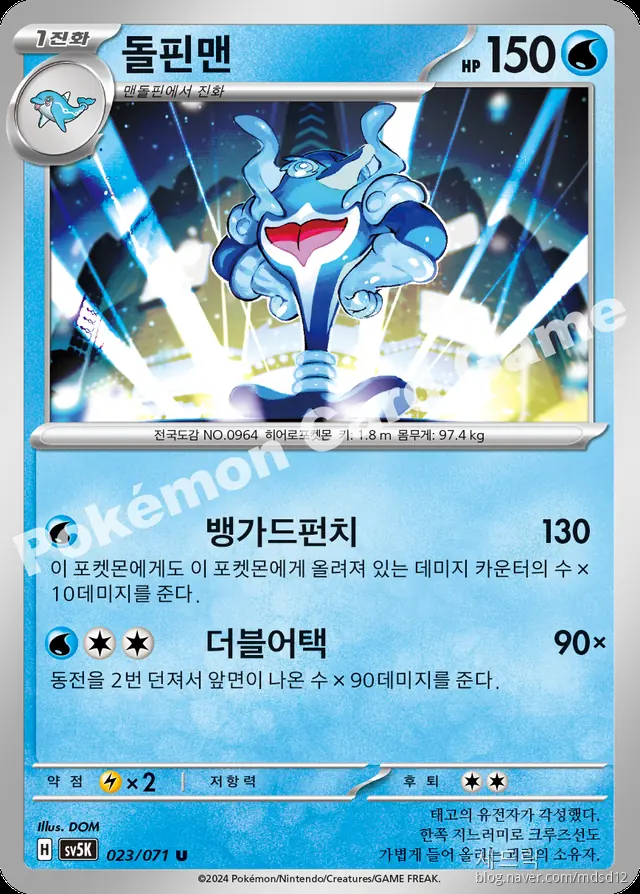 1진화
돌핀맨
HP 150
맨돌핀에서 진화
전국도감 NO.0964 히어로포켓몬 키: 1.8 m 몸무게: 97.4 kg
Pokémon Card Game
뱅가드펀치 130
이 포켓몬에게도 이 포켓몬에게 올려져 있는 데미지 카운터의 수 ×
10데미지를 준다.
더블어택 90×
동전을 2번 던져서 앞면이 나온 수 × 90데미지를 준다.
약점 ×2 저항력 후퇴
Illus. DOM
H SV5K 023/071 U
태고의 유전자가 각성했다.
한쪽 지느러미로 크루즈선도
가볍게 들어 올리는 괴력의 소유자.
blog.naver.com/mdsd12
©2024 Pokémon/Nintendo/Creatures/GAME FREAK.